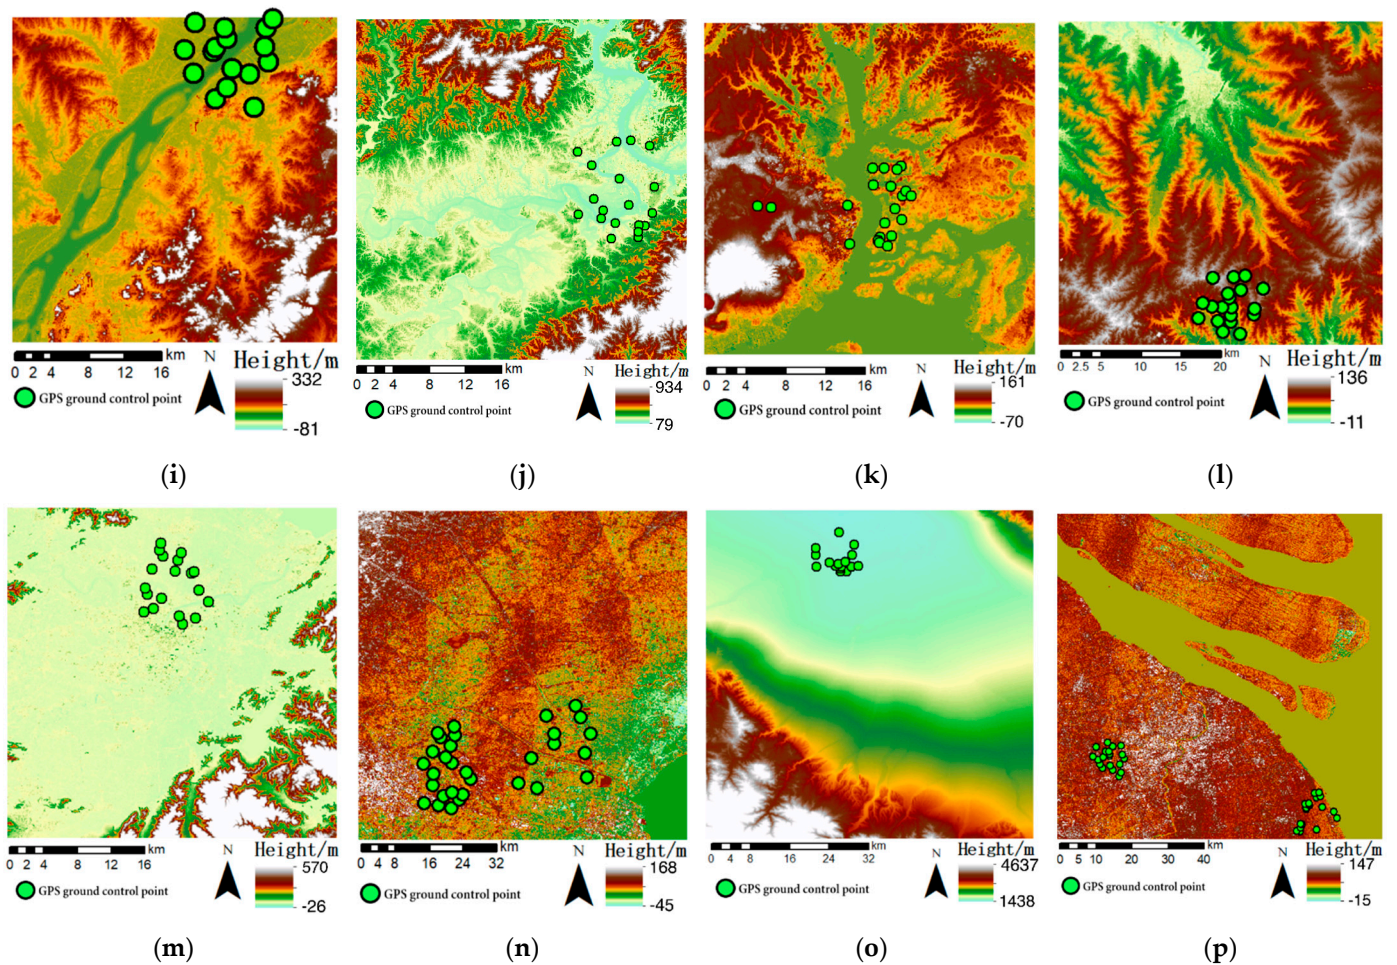 0 2 4 8 12 16 km
N
Height/m
332
-81
GPS ground control point
(i)
0 2 4 8 12 16 km
N
Height/m
934
79
GPS ground control point
(j)
0 2 4 8 12 16 km
N
Height/m
161
-70
GPS ground control point
(k)
0 2.5 5 10 15 20 km
N
Height/m
136
-11
GPS ground control point
(l)
0 2 4 8 12 16 km
N
Height/m
570
-26
GPS ground control point
(m)
0 4 8 16 24 32 km
N
Height/m
168
-45
GPS ground control point
(n)
0 4 8 16 24 32 km
N
Height/m
4637
1438
GPS ground control point
(o)
0 5 10 20 30 40 km
N
Height/m
147
-15
GPS ground control point
(p)